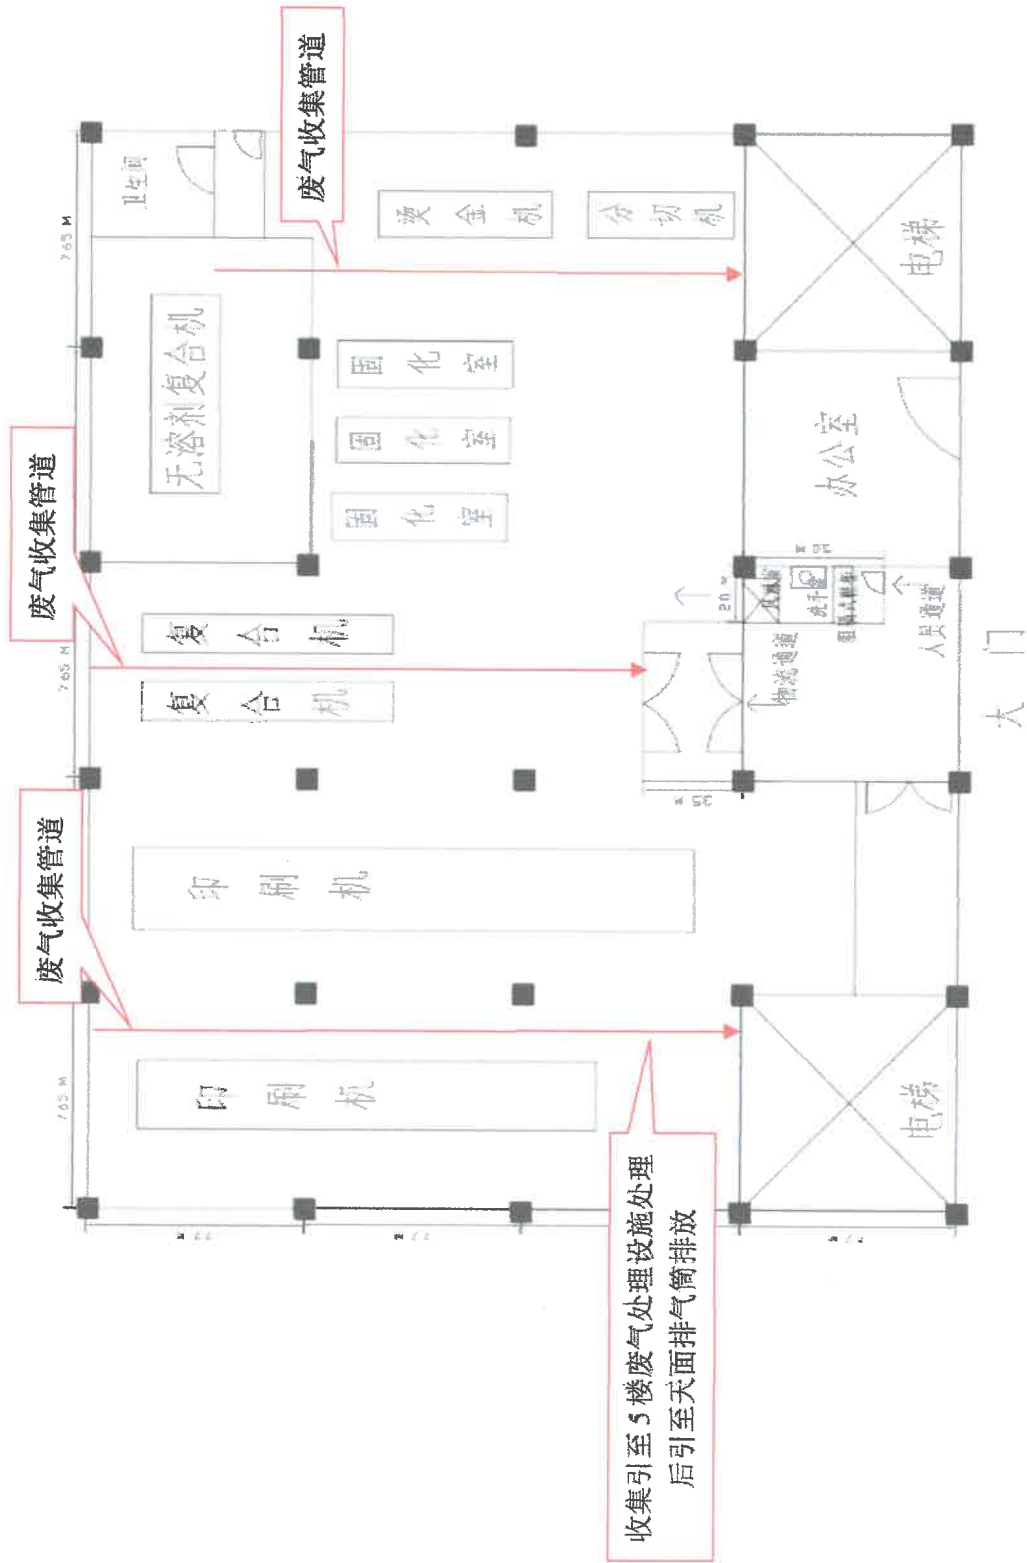 收集引至 5 楼废气处理设施处理
后引至天面排气筒排放
废气收集管道
废气收集管道
废气收集管道
765 M
765 M
765 M
印刷机
印刷机
复合机
复合机
无溶剂复合机
卫生间
固化室
固化室
固化室
烫金机
分切机
电梯
物流通道
洗手
人员通道
办公室
电梯
大门